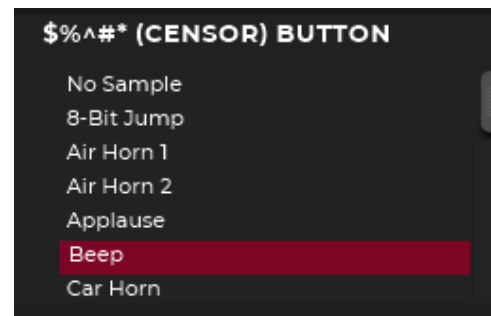 $%^#* (CENSOR) BUTTON
No Sample
8-Bit Jump
Air Horn 1
Air Horn 2
Applause
Beep
Car Horn